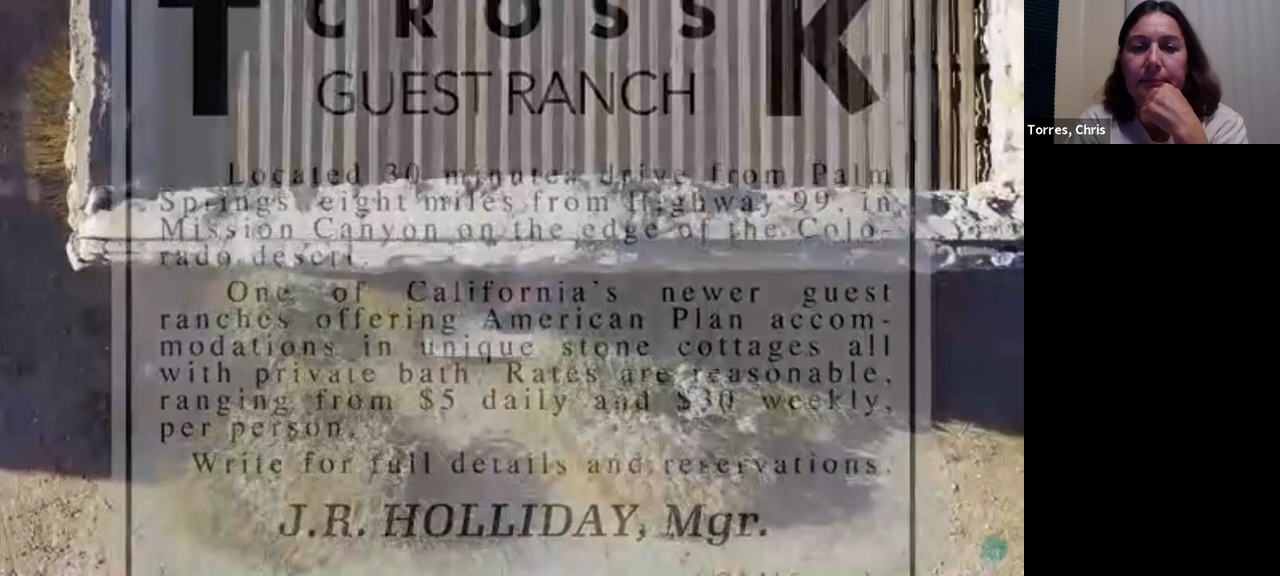 T CROSS K
GUEST RANCH
Torres, Chris
Located 30 minutes drive from Palm
Springs, eight miles from Highway 99, in
Mission Canyon on the edge of the Colo-
rado desert.
One of California's newer guest
ranches offering American Plan accom-
modations in unique stone cottages all
with private bath. Rates are reasonable,
ranging from $5 daily and $30 weekly,
per person.
Write for full details and reservations.
J.R. HOLLIDAY, Mgr.